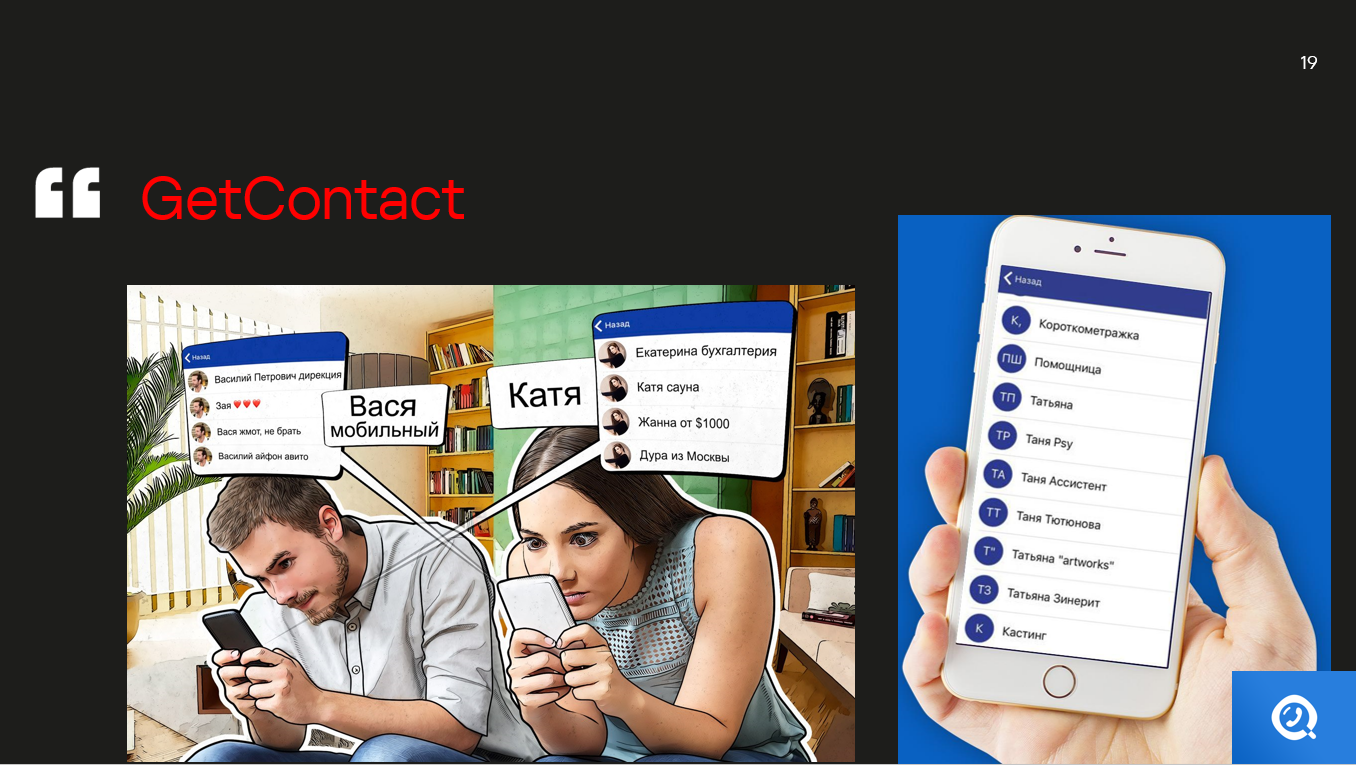 19
GetContact
Назад
Василий Петрович дирекция
Зая ❤❤❤
Вася жмот, не брать
Василий айфон авито
Вася
мобильный
Катя
Назад
Екатерина бухгалтерия
Катя сауна
Жанна от $1000
Дура из Москвы
Назад
К, Короткометражка
ПШ Помощница
ТП Татьяна
TP Таня Psy
ТА Таня Ассистент
ТТ Таня Тютюнова
Т" Татьяна "artworks"
ТЗ Татьяна Зинерит
К Кастинг